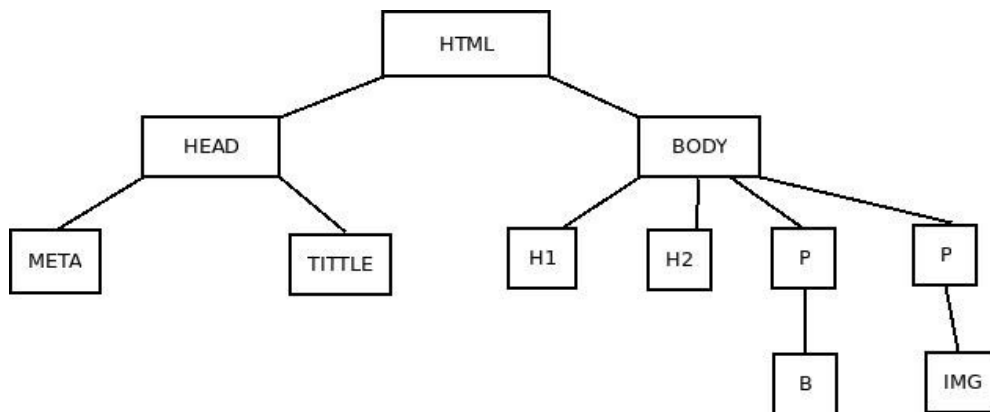 HTML
HEAD
BODY
META
TITTLE
H1
H2
P
P
B
IMG